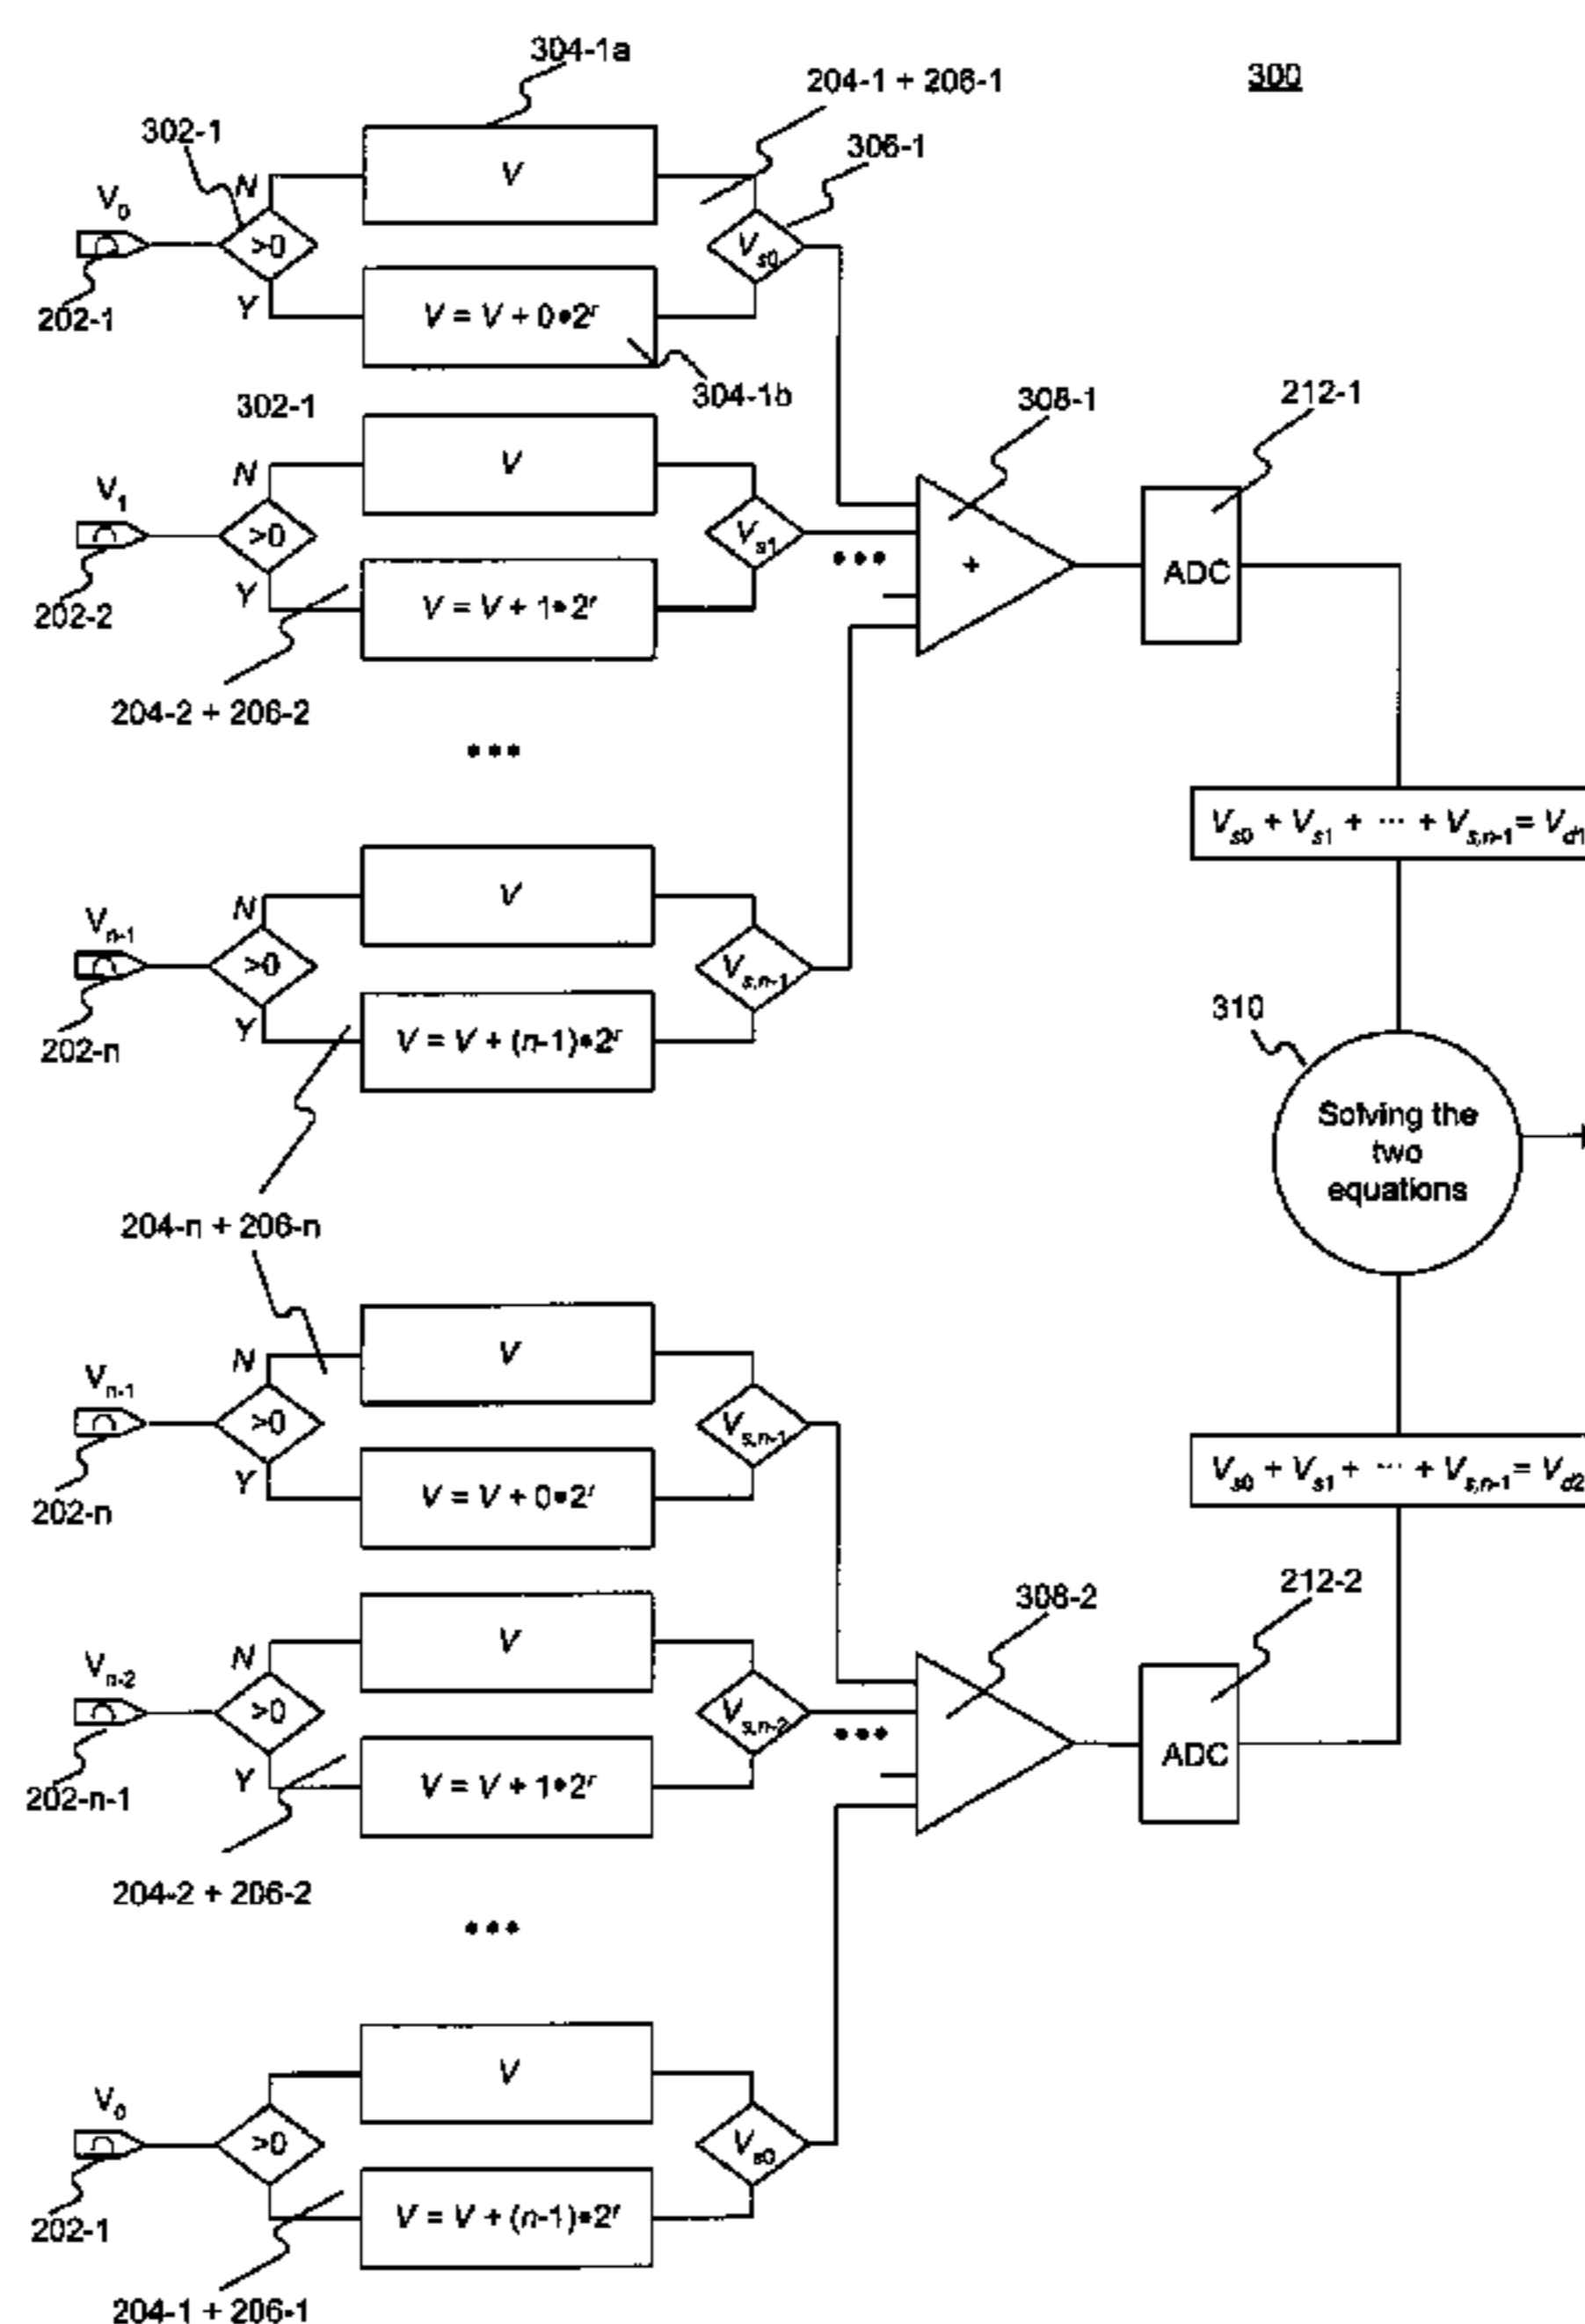 304-1a
204-1 + 206-1
300
302-1
306-1
V0
N
V
>0
Vs0
202-1
Y
V = V + 0•2r
304-1b
302-1
308-1
212-1
N
V
V1
>0
Vs1
•••
+
ADC
202-2
Y
V = V + 1•2r
204-2 + 206-2
•••
Vs0 + Vs1 + ··· + Vs,n-1 = Vd1
N
V
Vn-1
>0
Vs,n-1
310
202-n
Y
V = V + (n-1)•2r
Solving the
two
equations
204-n + 206-n
N
V
Vn-1
>0
Vs,n-1
Vs0 + Vs1 + ··· + Vs,n-1 = Vd2
202-n
Y
V = V + 0•2r
308-2
212-2
N
V
Vn-2
>0
Vs,n-2
•••
ADC
202-n-1
Y
V = V + 1•2r
204-2 + 206-2
•••
V
V0
>0
Vs0
202-1
V = V + (n-1)•2r
204-1 + 206-1